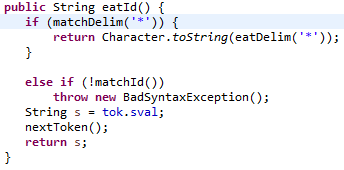 public String eatId() {
if (matchDelim('*')) {
return Character.toString(eatDelim('*'));
}
else if (!matchId())
throw new BadSyntaxException();
String s = tok.sval;
nextToken();
return s;
}